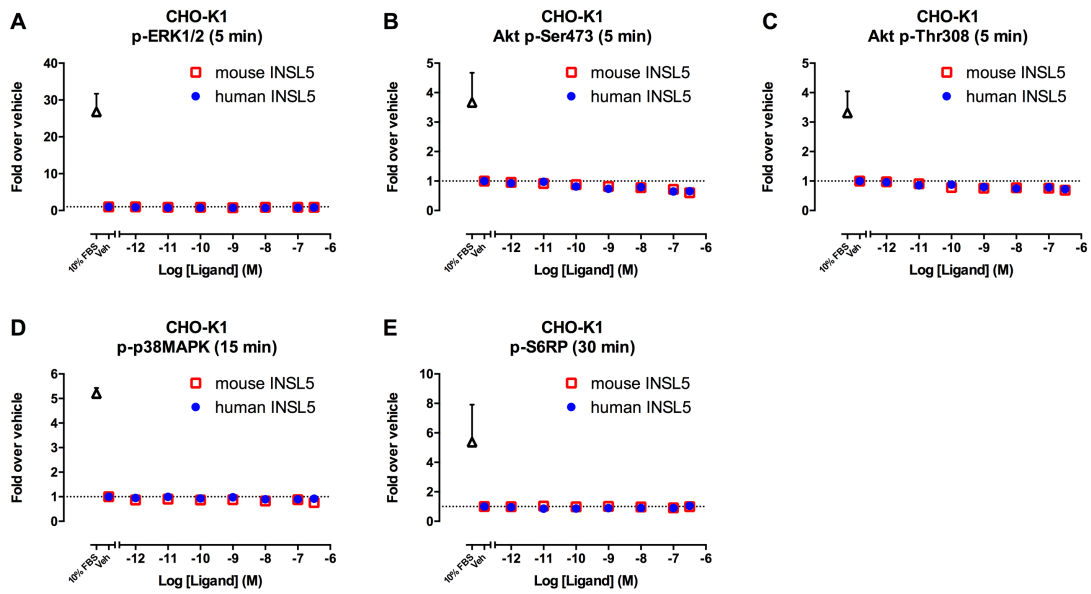 A
CHO-K1
p-ERK1/2 (5 min)
Fold over vehicle
40
30
20
10
0
mouse INSL5
human INSL5
10% FBS
Veh
-12 -11 -10 -9 -8 -7 -6
Log [Ligand] (M)
B
CHO-K1
Akt p-Ser473 (5 min)
Fold over vehicle
5
4
3
2
1
0
mouse INSL5
human INSL5
10% FBS
Veh
-12 -11 -10 -9 -8 -7 -6
Log [Ligand] (M)
C
CHO-K1
Akt p-Thr308 (5 min)
Fold over vehicle
5
4
3
2
1
0
mouse INSL5
human INSL5
10% FBS
Veh
-12 -11 -10 -9 -8 -7 -6
Log [Ligand] (M)
D
CHO-K1
p-p38MAPK (15 min)
Fold over vehicle
6
5
4
3
2
1
0
mouse INSL5
human INSL5
10% FBS
Veh
-12 -11 -10 -9 -8 -7 -6
Log [Ligand] (M)
E
CHO-K1
p-S6RP (30 min)
Fold over vehicle
10
8
6
4
2
0
mouse INSL5
human INSL5
10% FBS
Veh
-12 -11 -10 -9 -8 -7 -6
Log [Ligand] (M)